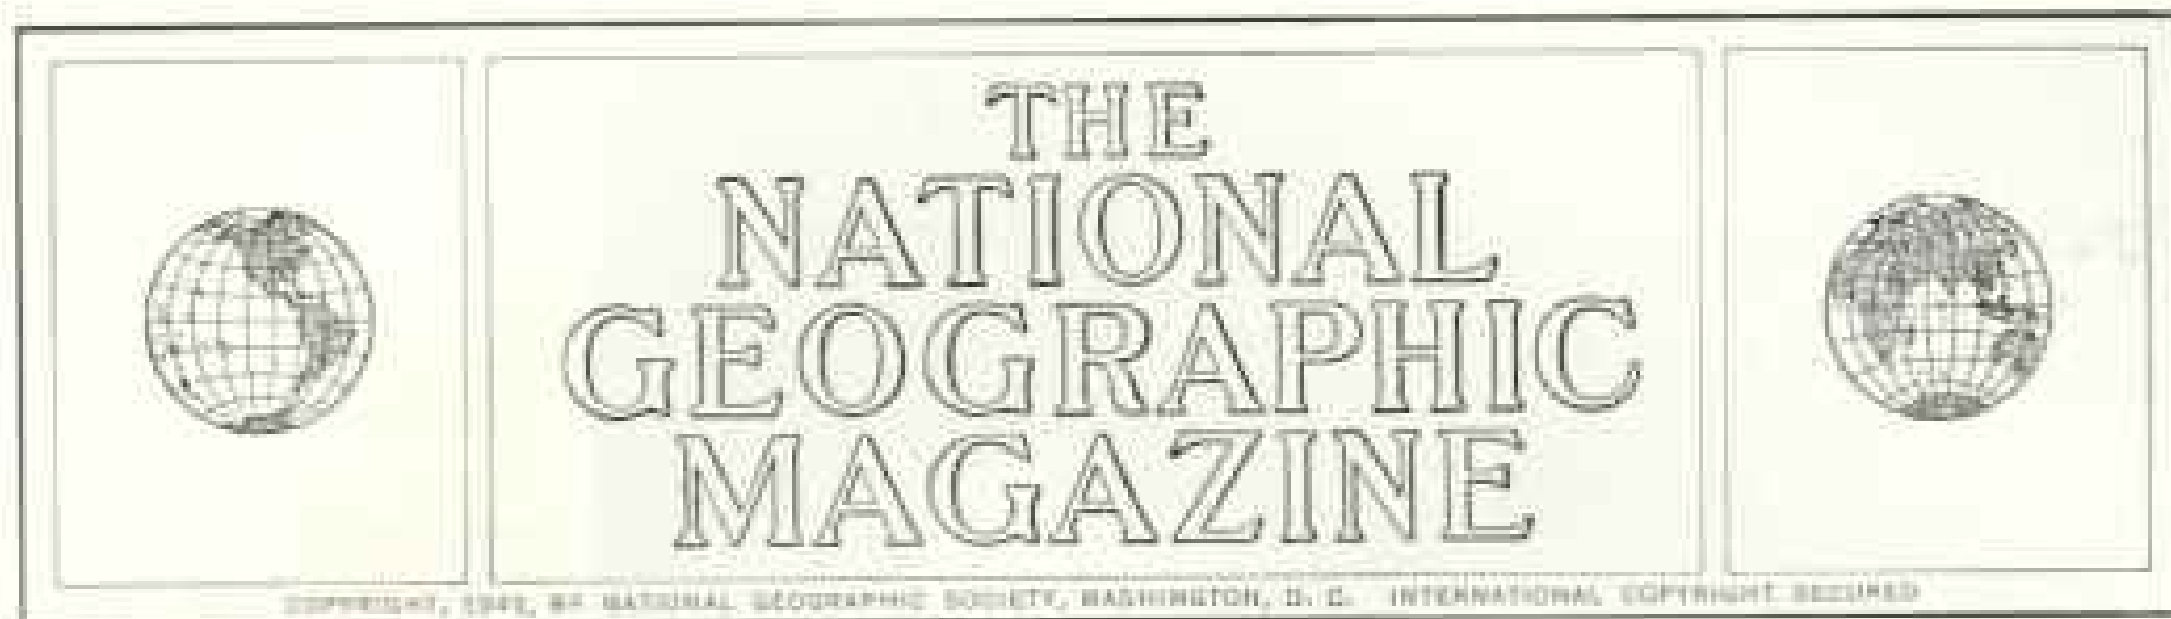 THE
NATIONAL
GEOGRAPHIC
MAGAZINE
COPYRIGHT, BY NATIONAL GEOGRAPHIC SOCIETY, WASHINGTON, D. C. INTERNATIONAL COPYRIGHT SECURED